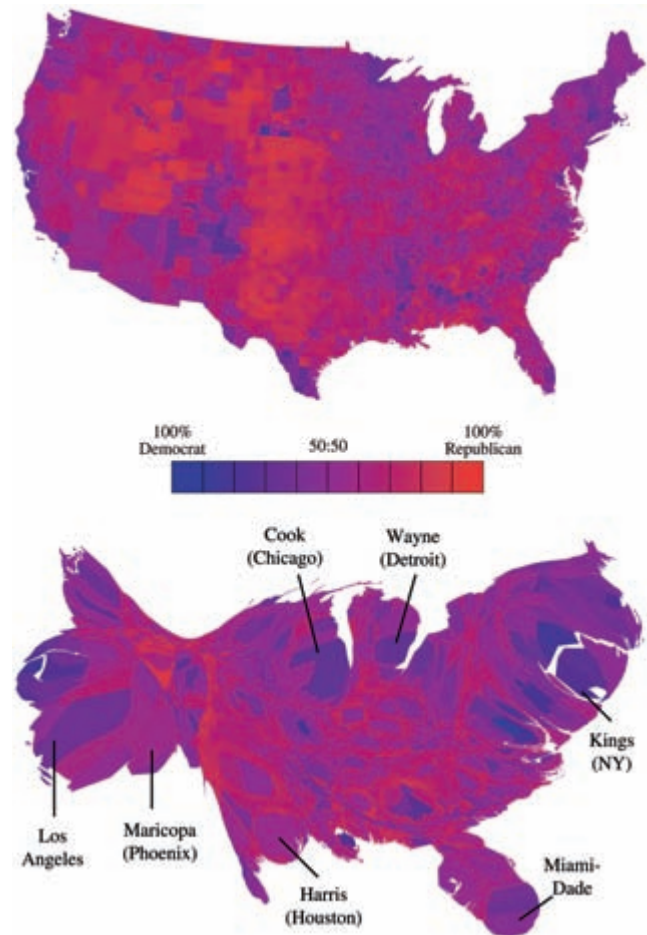 100%
Democrat
50:50
100%
Republican
Cook
(Chicago)
Wayne
(Detroit)
Kings
(NY)
Los
Angeles
Maricopa
(Phoenix)
Harris
(Houston)
Miami-
Dade